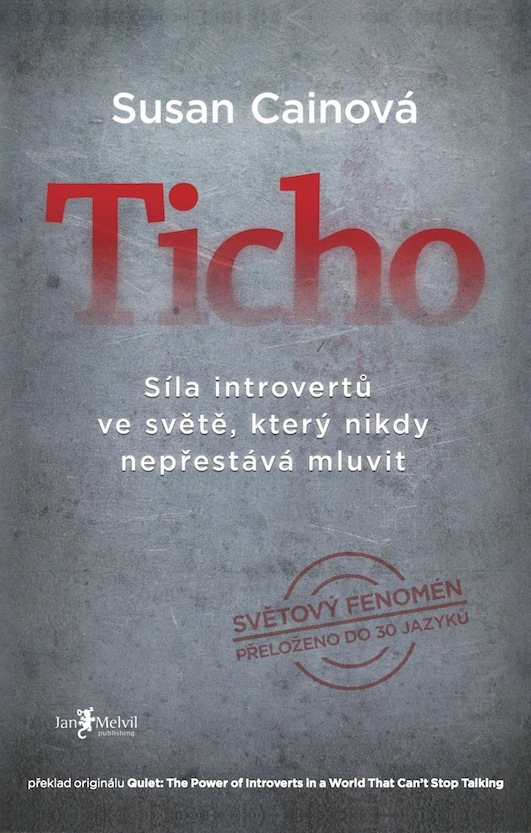 Susan Cainová
Ticho
Síla introvertů
ve světě, který nikdy
nepřestává mluvit
SVĚTOVÝ FENOMÉN
PŘELOŽENO DO 30 JAZYKŮ
Jan Melvil
publishing
překlad originálu Quiet: The Power of Introverts in a World That Can't Stop Talking